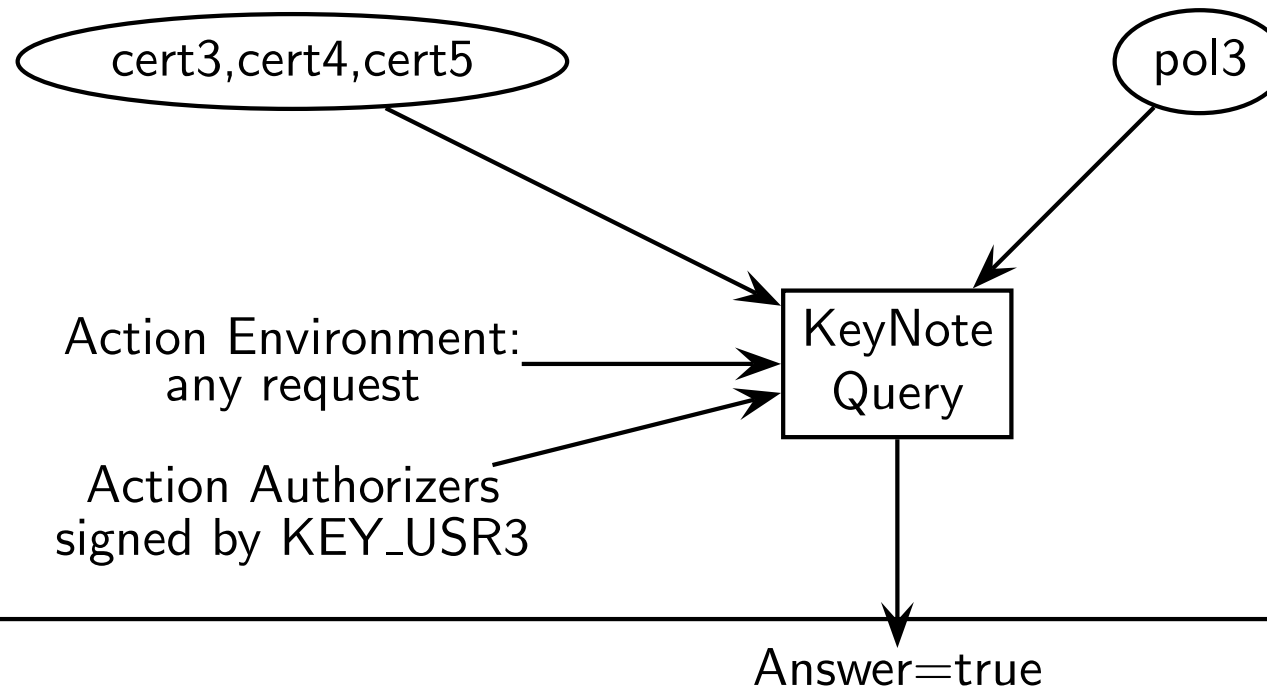 cert3,cert4,cert5
pol3
KeyNote
Query
Action Environment:
any request
Action Authorizers
signed by KEY_USR3
Answer=true